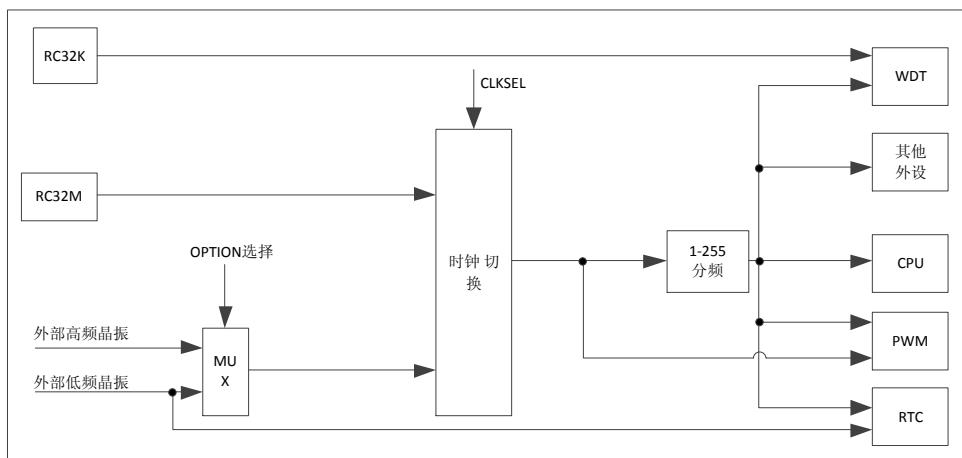 RC32K
WDT
CLKSEL
其他
外设
RC32M
OPTION选择
1-255
分频
时钟 切
换
CPU
外部高频晶振
MU
X
PWM
外部低频晶振
RTC